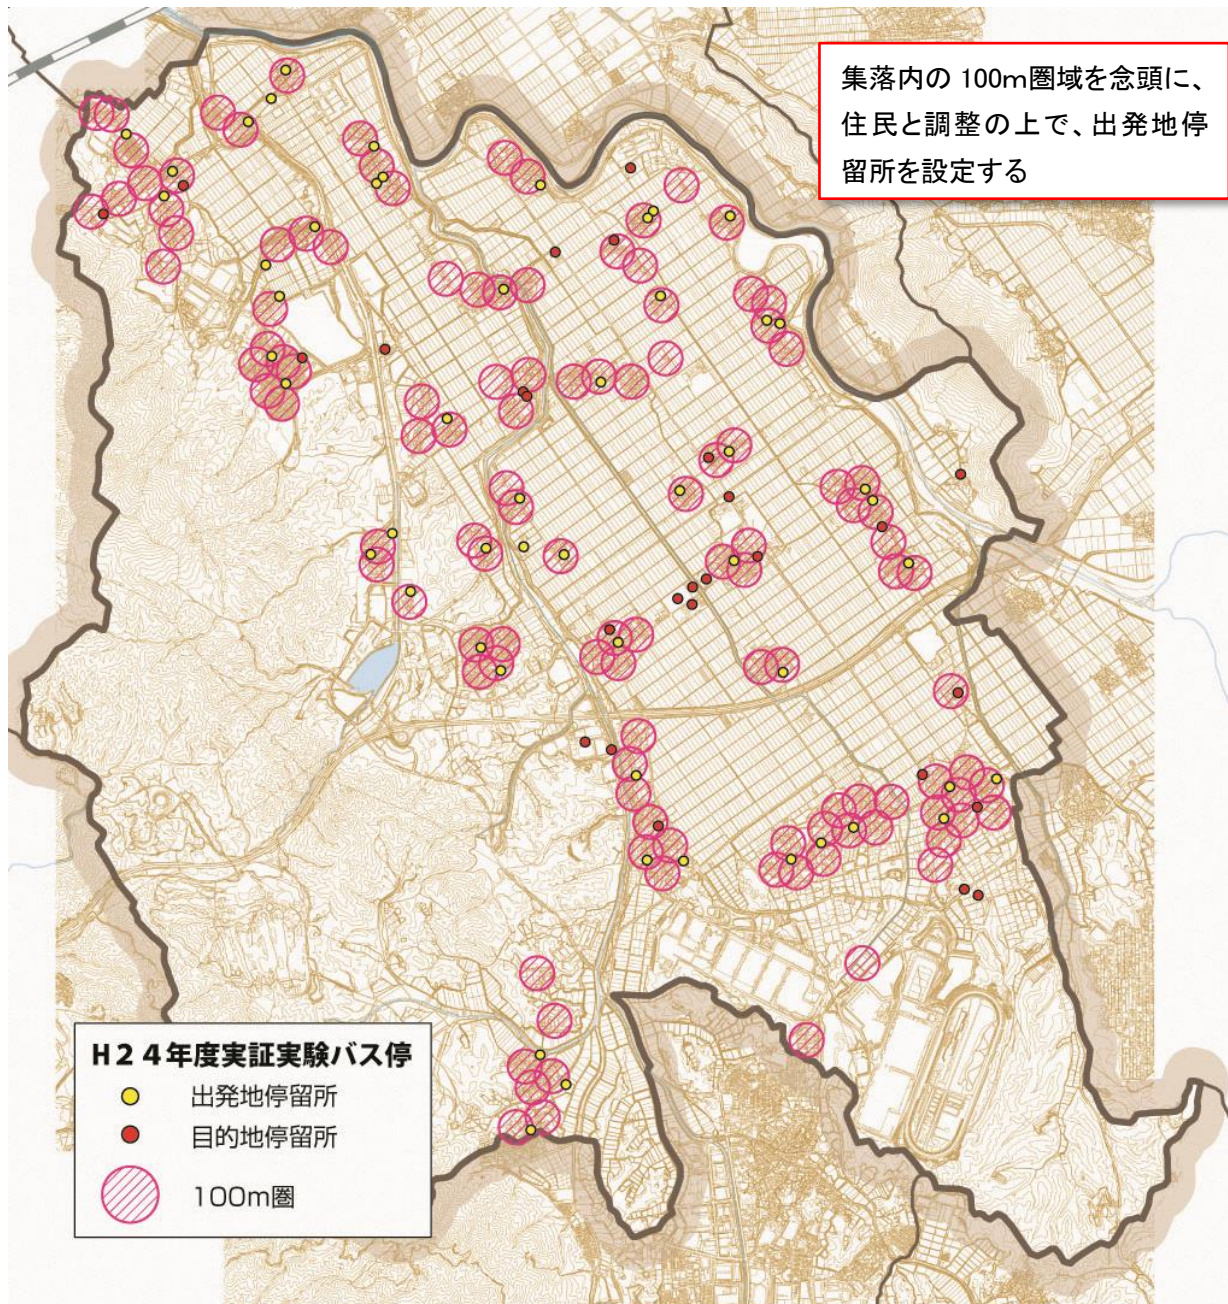 集落内の 100m圏域を念頭に、
住民と調整の上で、出発地停
留所を設定する
H24年度実証実験バス停
出発地停留所
目的地停留所
100m圏